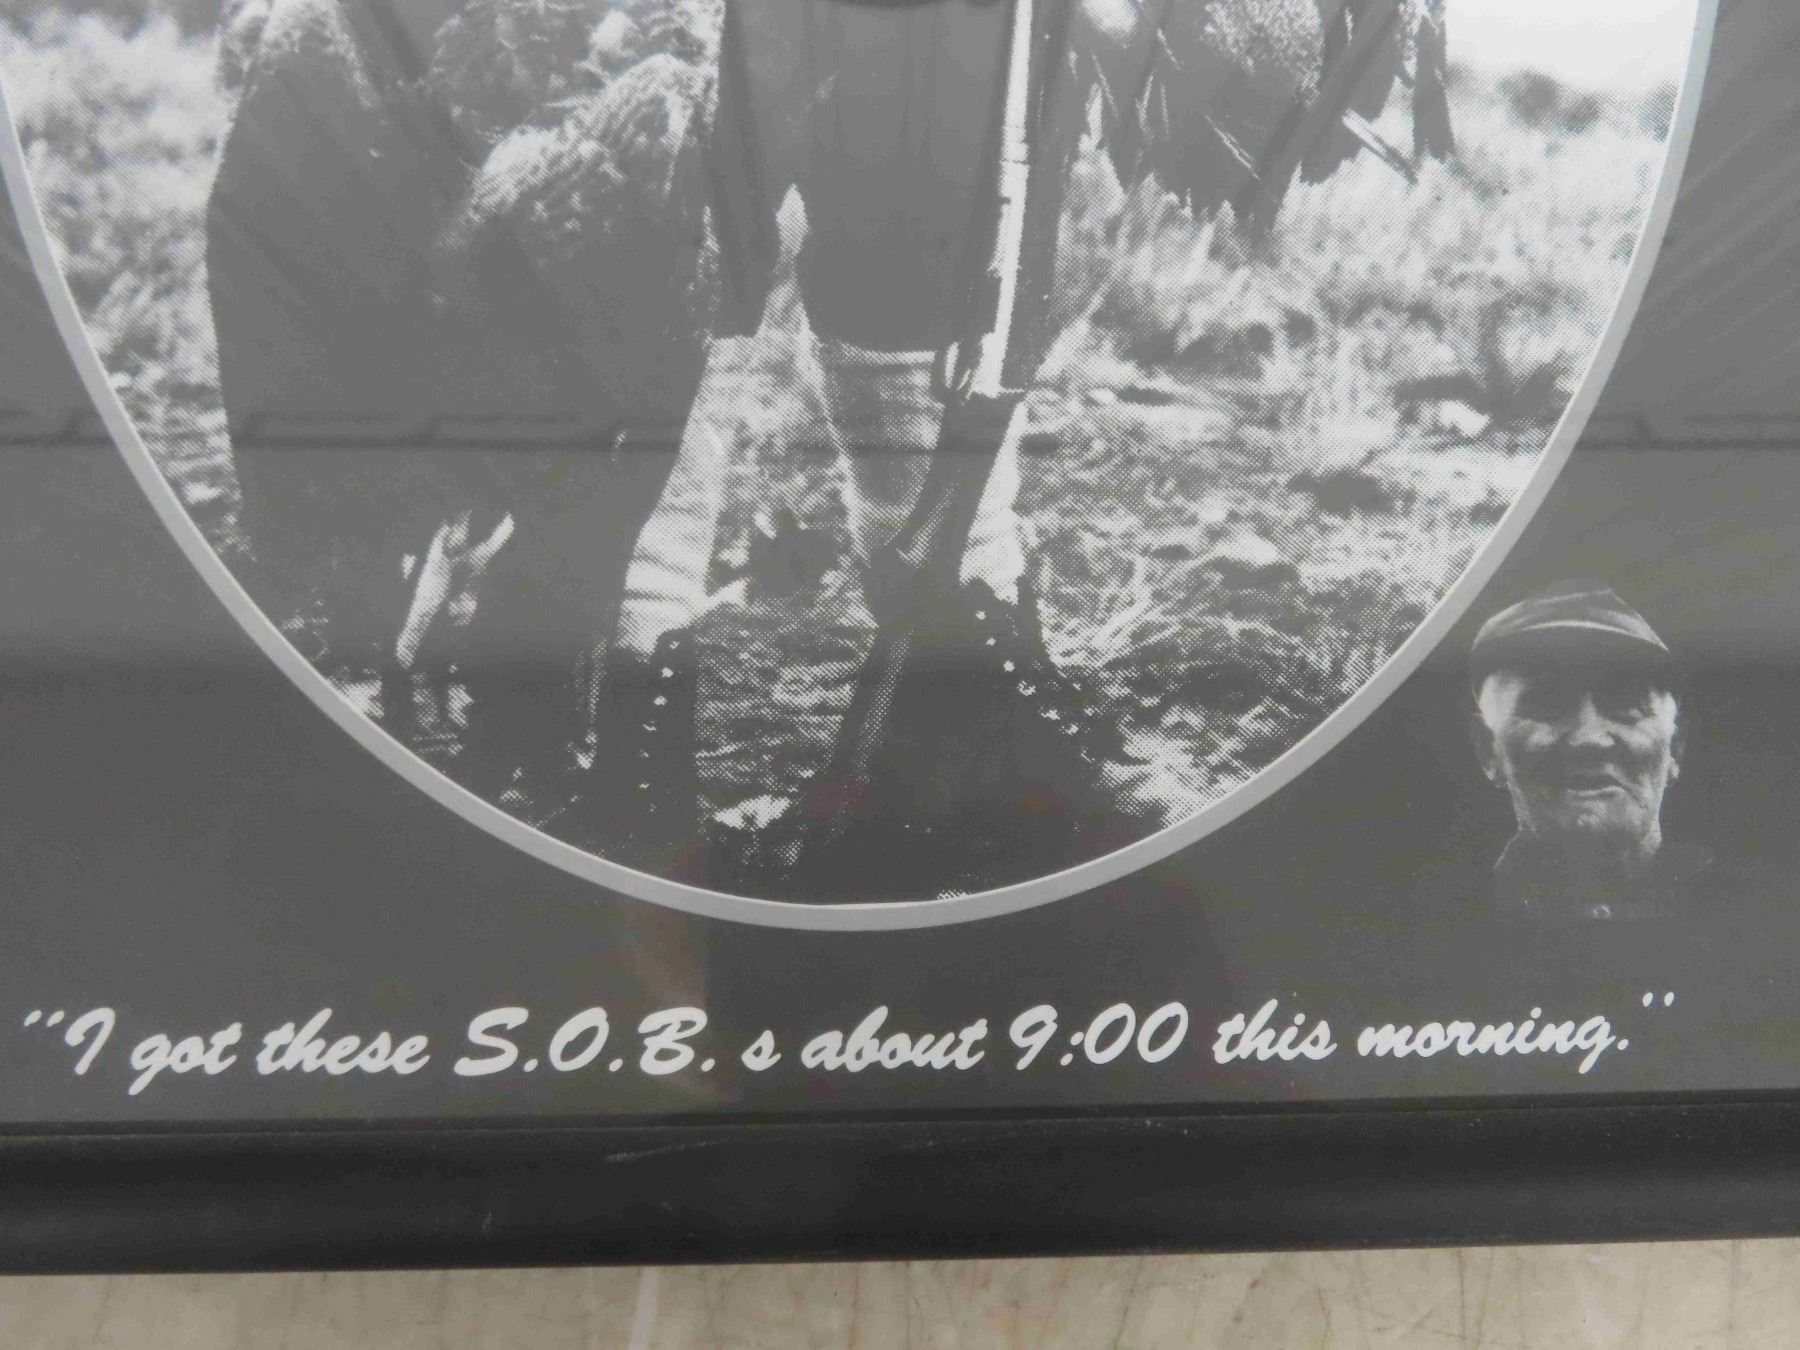 "I got these S.O.B. s about 9:00 this morning."